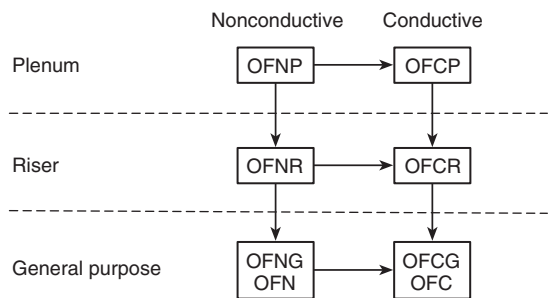 Nonconductive Conductive
Plenum OFNP OFCP
Riser OFNR OFCR
General purpose OFNG OFCG
OFN OFC